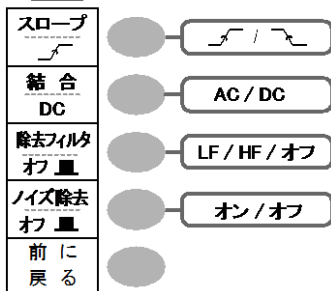 スロープ
/
結 合
DC
AC / DC
除去フィルタ
オフ
LF / HF / オフ
ノイズ除去
オフ
オン / オフ
前 に
戻 る